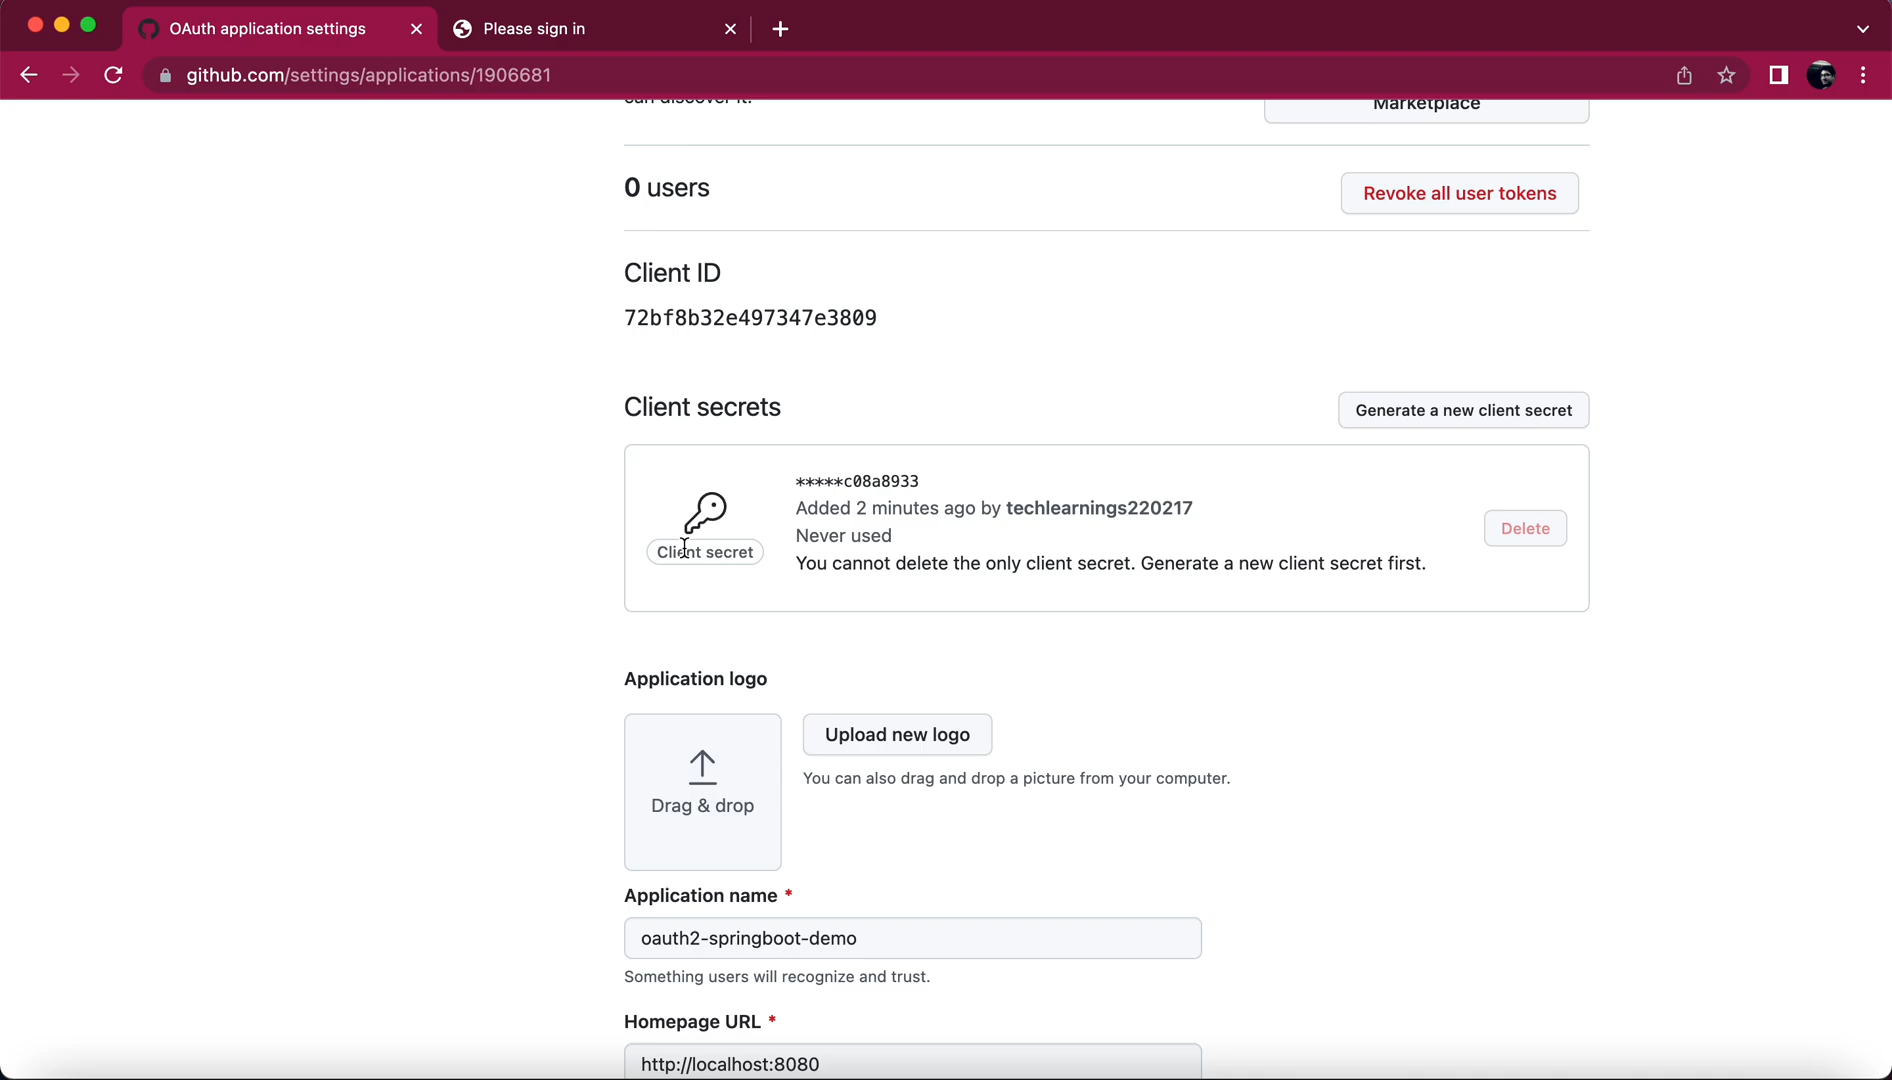 OAuth application settings
Please sign in
github.com/settings/applications/1906681
can discover it.
Marketplace
0 users
Revoke all user tokens
Client ID
72bf8b32e497347e3809
Client secrets
Generate a new client secret
*****c08a8933
Added 2 minutes ago by techlearnings220217
Never used
You cannot delete the only client secret. Generate a new client secret first.
Client secret
Delete
Application logo
Drag & drop
Upload new logo
You can also drag and drop a picture from your computer.
Application name *
oauth2-springboot-demo
Something users will recognize and trust.
Homepage URL *
http://localhost:8080